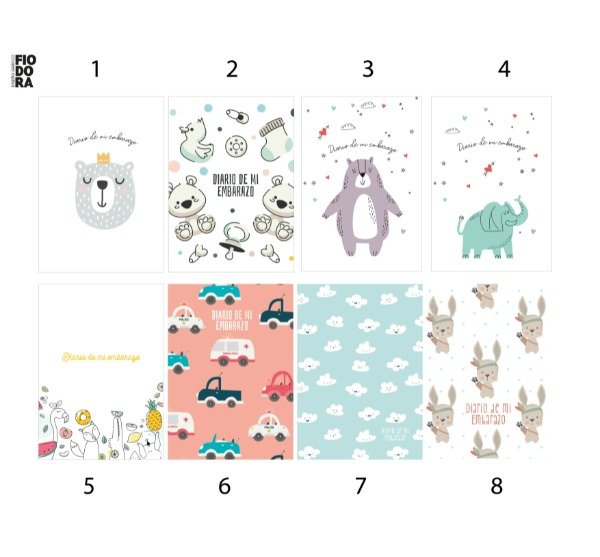 FIO
DO
RA
DISEÑO GRÁFICO
1 2 3 4
Diario de mi embarazo
DIARIO DE MI
EMBARAZO
Diario de mi embarazo
Diario de mi embarazo
Diario de mi embarazo
DIARIO DE MI
EMBARAZO
DIARIO DE MI
EMBARAZO
DIARIO DE MI
EMBARAZO
5 6 7 8